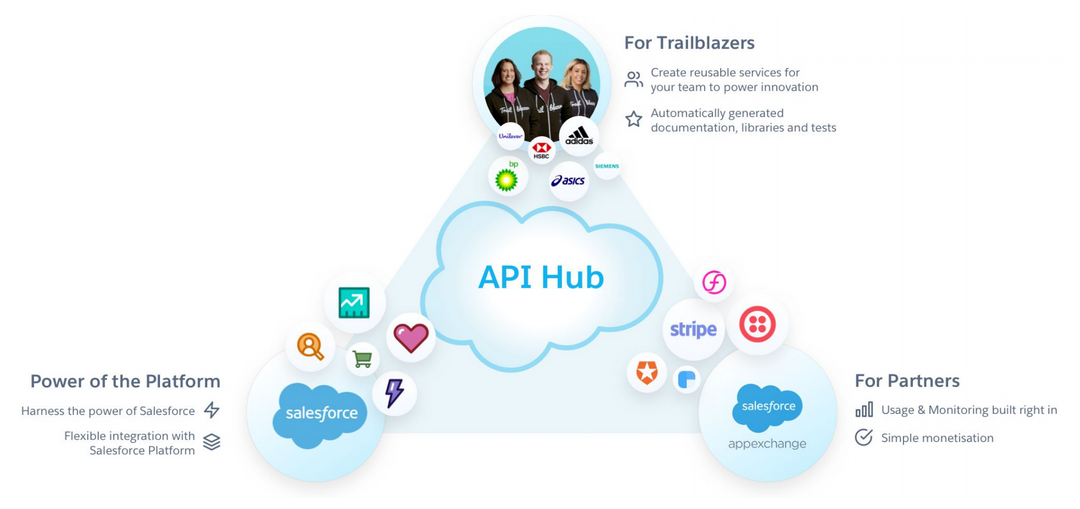 For Trailblazers
Create reusable services for
your team to power innovation
Automatically generated
documentation, libraries and tests
Unilever
HSBC
adidas
bp
asics
SIEMENS
API Hub
stripe
Power of the Platform
Harness the power of Salesforce
Flexible integration with
Salesforce Platform
salesforce
salesforce
appexchange
For Partners
Usage & Monitoring built right in
Simple monetisation